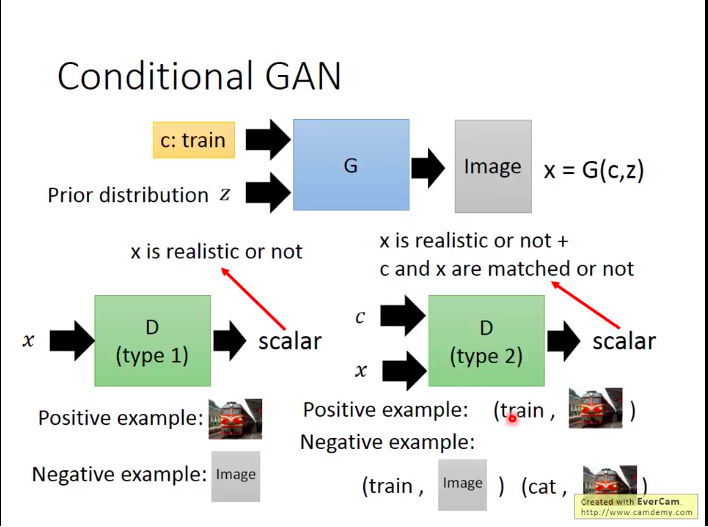 Conditional GAN
c: train
G
Image
x = G(c,z)
Prior distribution z
x is realistic or not
x is realistic or not +
c and x are matched or not
x
D
(type 1)
scalar
c
x
D
(type 2)
scalar
Positive example:
Negative example: Image
Positive example: (train , )
Negative example:
(train , Image ) (cat , )
Created with EverCam.
http://www.camdemy.com